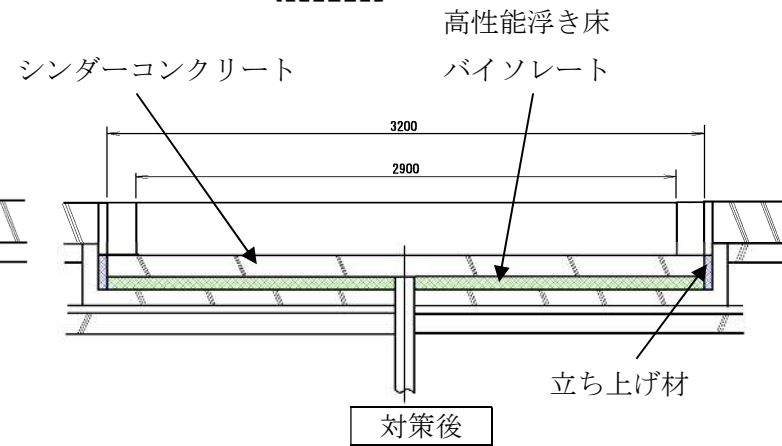 高性能浮き床
シンダーコンクリート
バイソレート
3200
2900
立ち上げ材
対策後